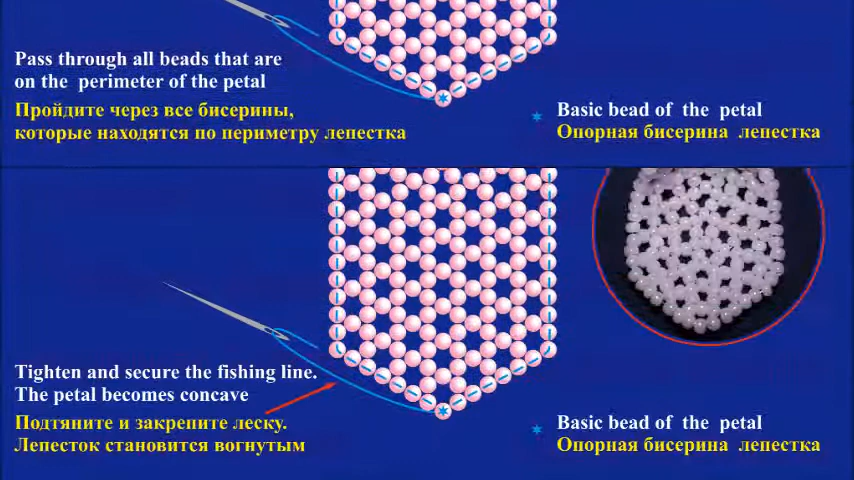 Pass through all beads that are
on the perimeter of the petal
Пройдите через все бисерины,
которые находятся по периметру лепестка
Basic bead of the petal
Опорная бисерина лепестка
Tighten and secure the fishing line.
The petal becomes concave
Подтяните и закрепите леску.
Лепесток становится вогнутым
Basic bead of the petal
Опорная бисерина лепестка